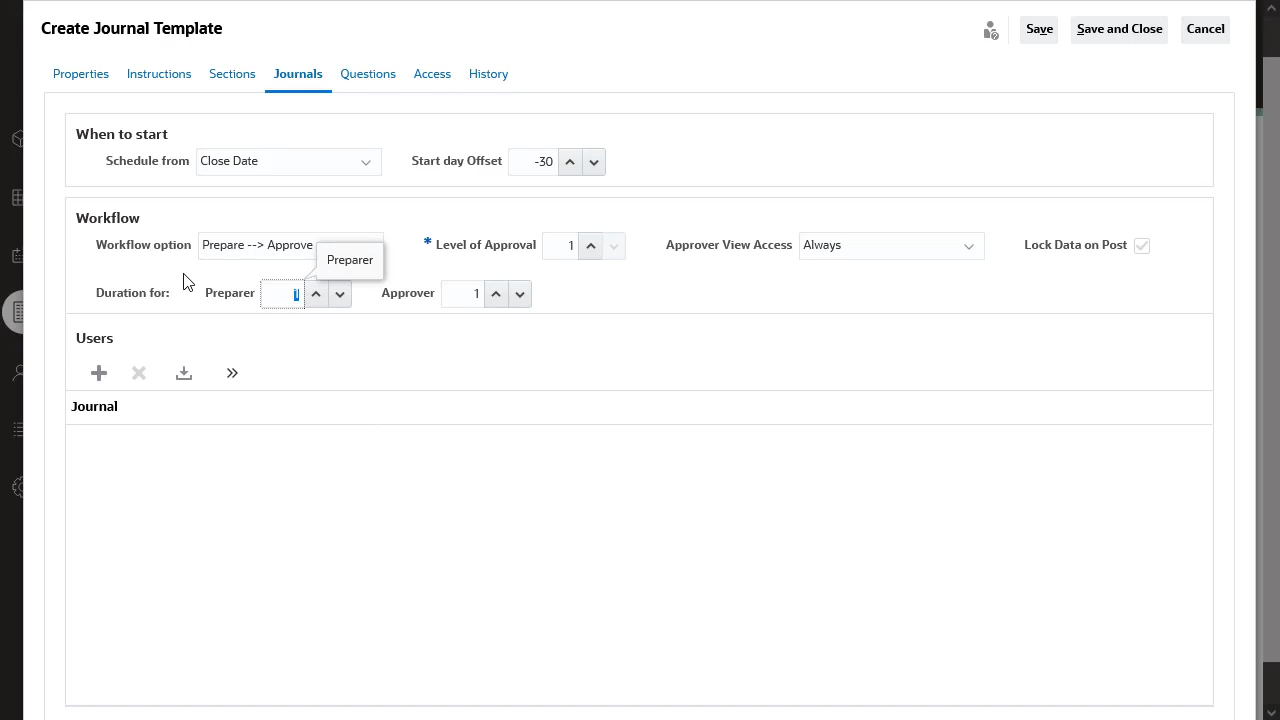 Create Journal Template
Save
Save and Close
Cancel
Properties
Instructions
Sections
Journals
Questions
Access
History
When to start
Schedule from
Close Date
Start day Offset
-30
Workflow
Workflow option
Prepare --> Approve
* Level of Approval
1
Approver View Access
Always
Lock Data on Post
Preparer
Duration for:
Preparer
1
Approver
1
Users
Journal